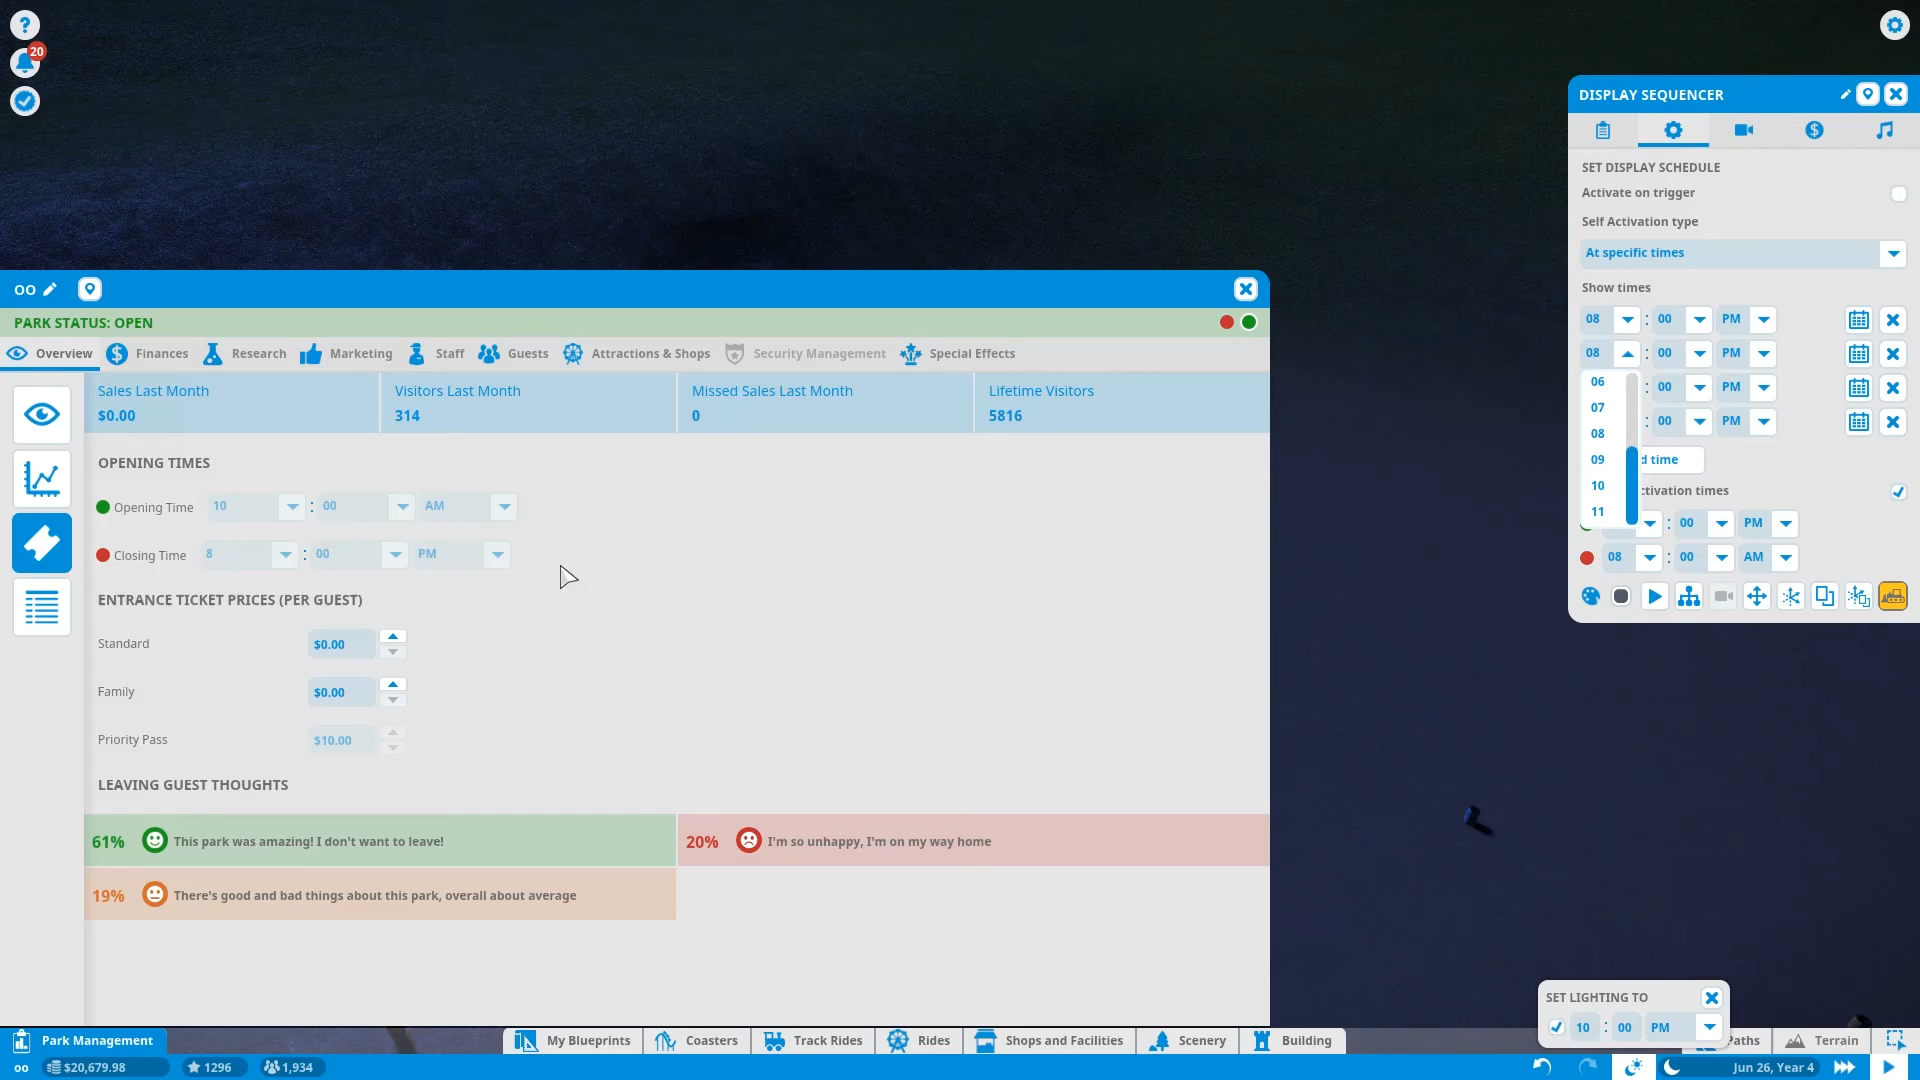 ?
20
DISPLAY SEQUENCER
SET DISPLAY SCHEDULE
Activate on trigger
Self Activation type
At specific times
Show times
08 : 00 PM
08 : 00 PM
: 00 PM
: 00 PM
06
07
08
09
10
11
d time
ctivation times
: 00 PM
08 : 00 AM
OO
PARK STATUS: OPEN
Overview Finances Research Marketing Staff Guests Attractions & Shops Security Management Special Effects
Sales Last Month Visitors Last Month Missed Sales Last Month Lifetime Visitors
$0.00 314 0 5816
OPENING TIMES
Opening Time 10 : 00 AM
Closing Time 8 : 00 PM
ENTRANCE TICKET PRICES (PER GUEST)
Standard $0.00
Family $0.00
Priority Pass $10.00
LEAVING GUEST THOUGHTS
61% This park was amazing! I don't want to leave!
20% I'm so unhappy, I'm on my way home
19% There's good and bad things about this park, overall about average
SET LIGHTING TO
10 : 00 PM
Park Management My Blueprints Coasters Track Rides Rides Shops and Facilities Scenery Building Paths Terrain
OO $20,679.98 1296 1,934 Jun 26, Year 4